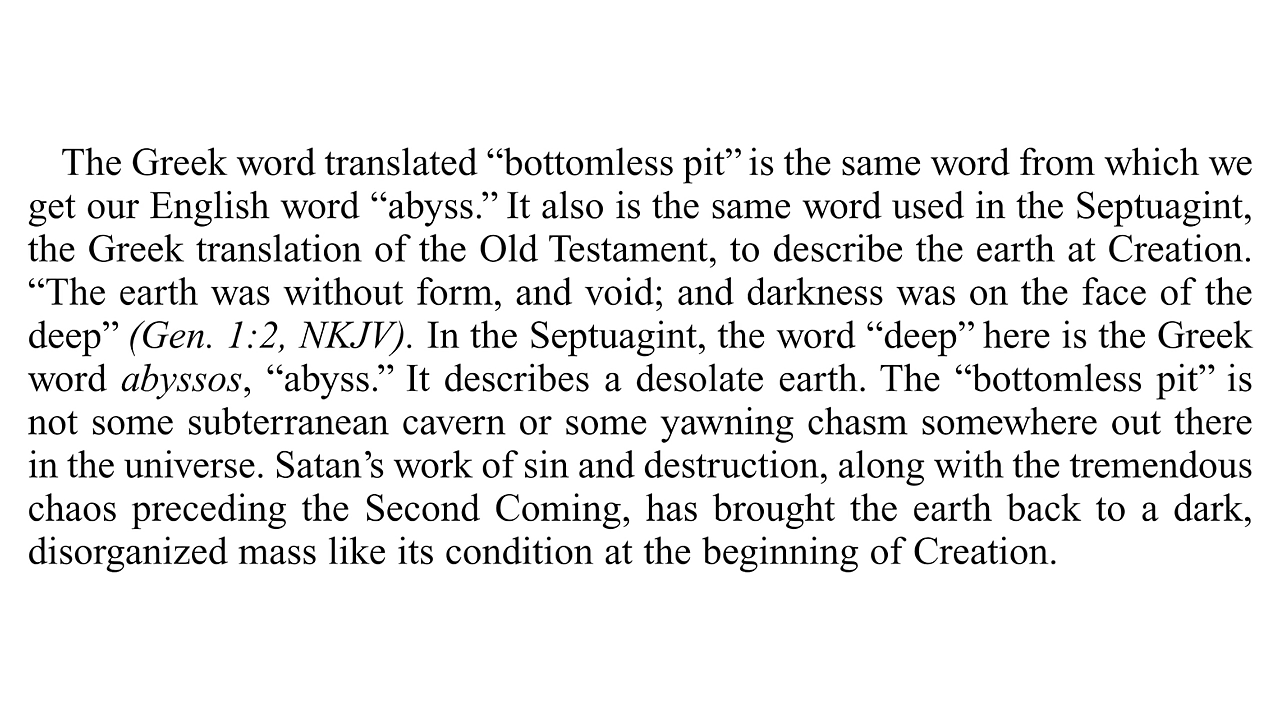 The Greek word translated “bottomless pit” is the same word from which we
get our English word “abyss.” It also is the same word used in the Septuagint,
the Greek translation of the Old Testament, to describe the earth at Creation.
“The earth was without form, and void; and darkness was on the face of the
deep” (Gen. 1:2, NKJV). In the Septuagint, the word “deep” here is the Greek
word abyssos, “abyss.” It describes a desolate earth. The “bottomless pit” is
not some subterranean cavern or some yawning chasm somewhere out there
in the universe. Satan’s work of sin and destruction, along with the tremendous
chaos preceding the Second Coming, has brought the earth back to a dark,
disorganized mass like its condition at the beginning of Creation.